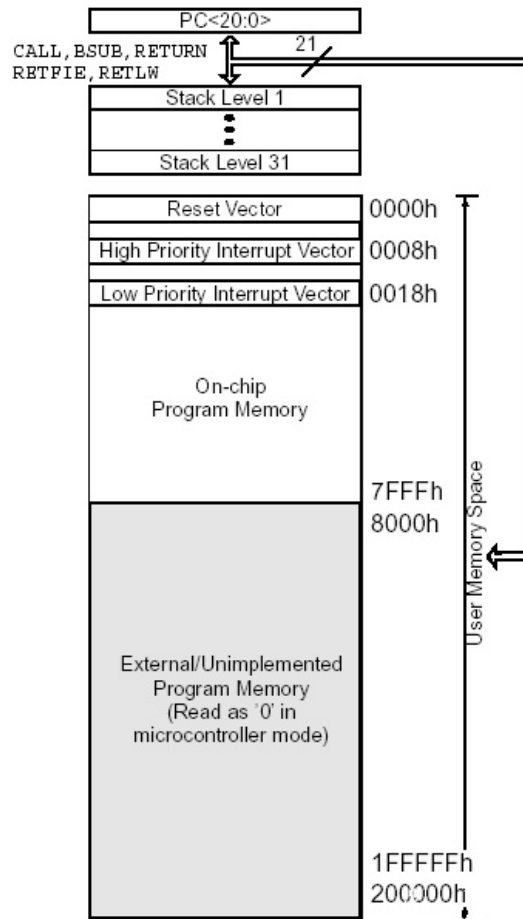 PC<20:0>
CALL,BSUB,RETURN
RETFIE,RETLW
21
Stack Level 1
Stack Level 31
Reset Vector
0000h
High Priority Interrupt Vector
0008h
Low Priority Interrupt Vector
0018h
On-chip
Program Memory
7FFFh
8000h
User Memory Space
External/Unimplemented
Program Memory
(Read as '0' in
microcontroller mode)
1FFFFFh
200000h